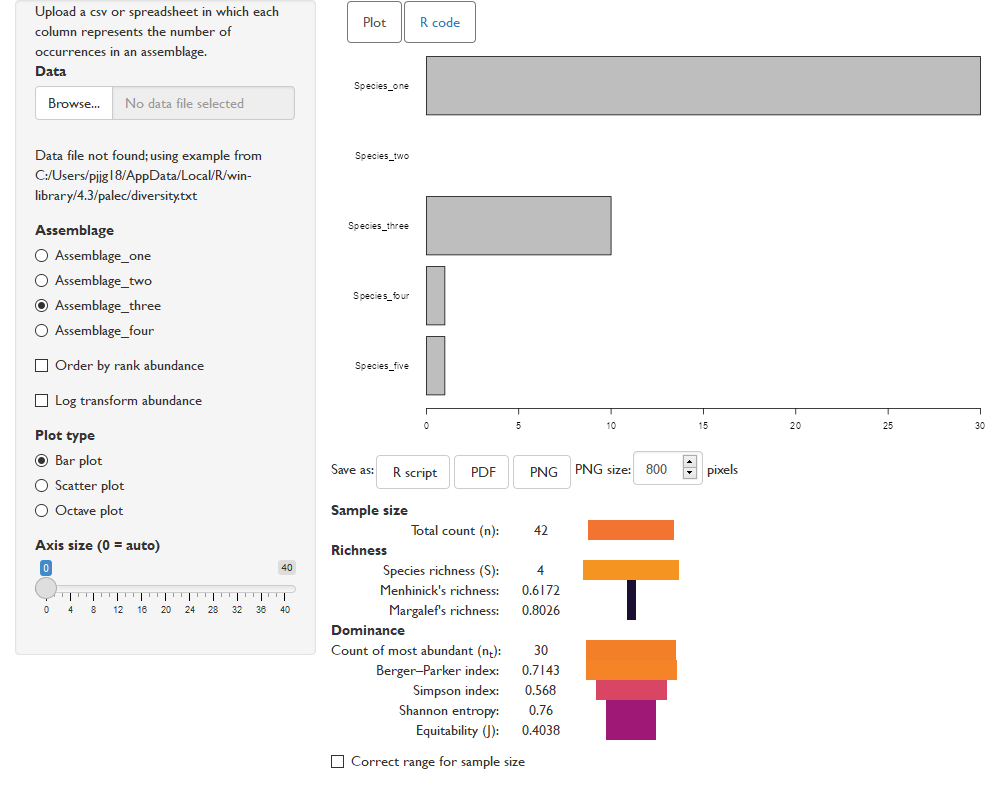 Upload a csv or spreadsheet in which each
column represents the number of
occurrences in an assemblage.
Data
Browse... No data file selected
Data file not found; using example from
C:/Users/pjjg18/AppData/Local/R/win-
library/4.3/palec/diversity.txt
Assemblage
Assemblage_one
Assemblage_two
Assemblage_three
Assemblage_four
Order by rank abundance
Log transform abundance
Plot type
Bar plot
Scatter plot
Octave plot
Axis size (0 = auto)
0 40
0 4 8 12 16 20 24 28 32 36 40
Plot R code
Species_one
Species_two
Species_three
Species_four
Species_five
0 5 10 15 20 25 30
Save as: R script PDF PNG PNG size: 800 pixels
Sample size
Total count (n): 42
Richness
Species richness (S): 4
Menhinick's richness: 0.6172
Margalef's richness: 0.8026
Dominance
Count of most abundant (nt): 30
Berger–Parker index: 0.7143
Simpson index: 0.568
Shannon entropy: 0.76
Equitability (J): 0.4038
Correct range for sample size